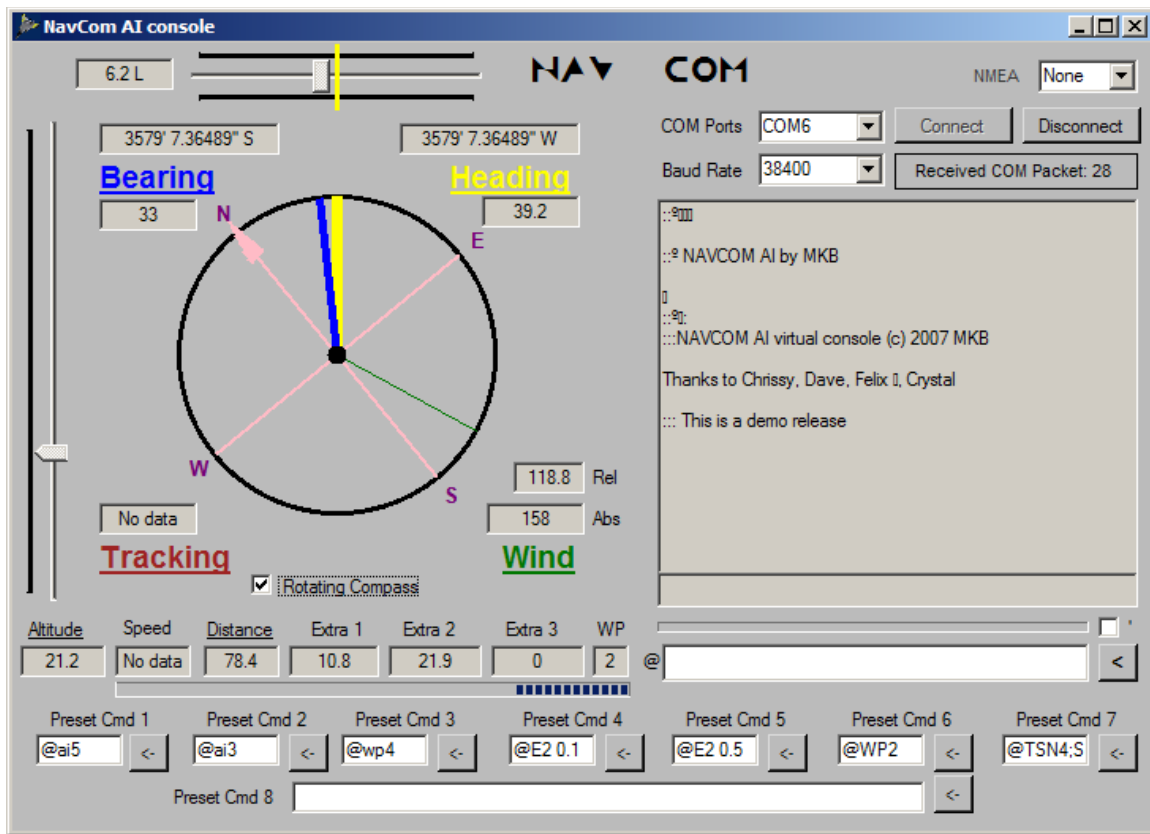 NavCom AI console
6.2 L
NAV COM
NMEA None
3579' 7.36489" S
3579' 7.36489" W
COM Ports COM6 Connect Disconnect
Baud Rate 38400 Received COM Packet: 28
Bearing
33
Heading
39.2
N
E
W
S
118.8 Rel
158 Abs
No data
Tracking
Wind
Rotating Compass
::º
::º NAVCOM AI by MKB
::º :
:::NAVCOM AI virtual console (c) 2007 MKB
Thanks to Chrissy, Dave, Felix , Crystal
::: This is a demo release
Altitude Speed Distance Extra 1 Extra 2 Extra 3 WP
21.2 No data 78.4 10.8 21.9 0 2
@ <
'
Preset Cmd 1 Preset Cmd 2 Preset Cmd 3 Preset Cmd 4 Preset Cmd 5 Preset Cmd 6 Preset Cmd 7
@ai5 <- @ai3 <- @wp4 <- @E2 0.1 <- @E2 0.5 <- @WP2 <- @TSN4;S <-
Preset Cmd 8 <-